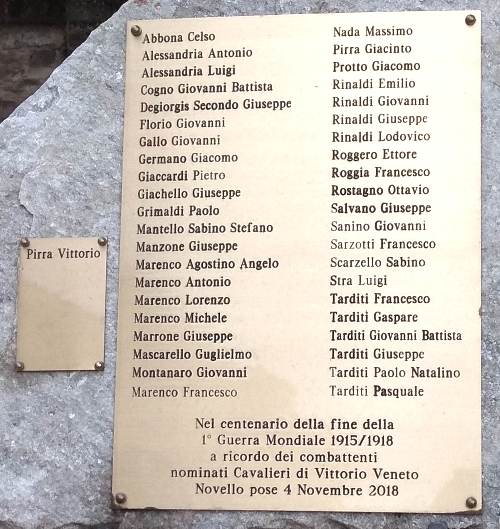 Abbona Celso
Alessandria Antonio
Alessandria Luigi
Cogno Giovanni Battista
Degiorgis Secondo Giuseppe
Florio Giovanni
Gallo Giovanni
Germano Giacomo
Giaccardi Pietro
Giachello Giuseppe
Grimaldi Paolo
Mantello Sabino Stefano
Manzone Giuseppe
Marenco Agostino Angelo
Marenco Antonio
Marenco Lorenzo
Marenco Michele
Marrone Giuseppe
Mascarello Guglielmo
Montanaro Giovanni
Marenco Francesco
Nada Massimo
Pirra Giacinto
Protto Giacomo
Rinaldi Emilio
Rinaldi Giovanni
Rinaldi Giuseppe
Rinaldi Lodovico
Roggero Ettore
Roggia Francesco
Rostagno Ottavio
Salvano Giuseppe
Sanino Giovanni
Sarzotti Francesco
Scarzello Sabino
Stra Luigi
Tarditi Francesco
Tarditi Gaspare
Tarditi Giovanni Battista
Tarditi Giuseppe
Tarditi Paolo Natalino
Tarditi Pasquale
Nel centenario della fine della
1° Guerra Mondiale 1915/1918
a ricordo dei combattenti
nominati Cavalieri di Vittorio Veneto
Novello pose 4 Novembre 2018
Pirra Vittorio